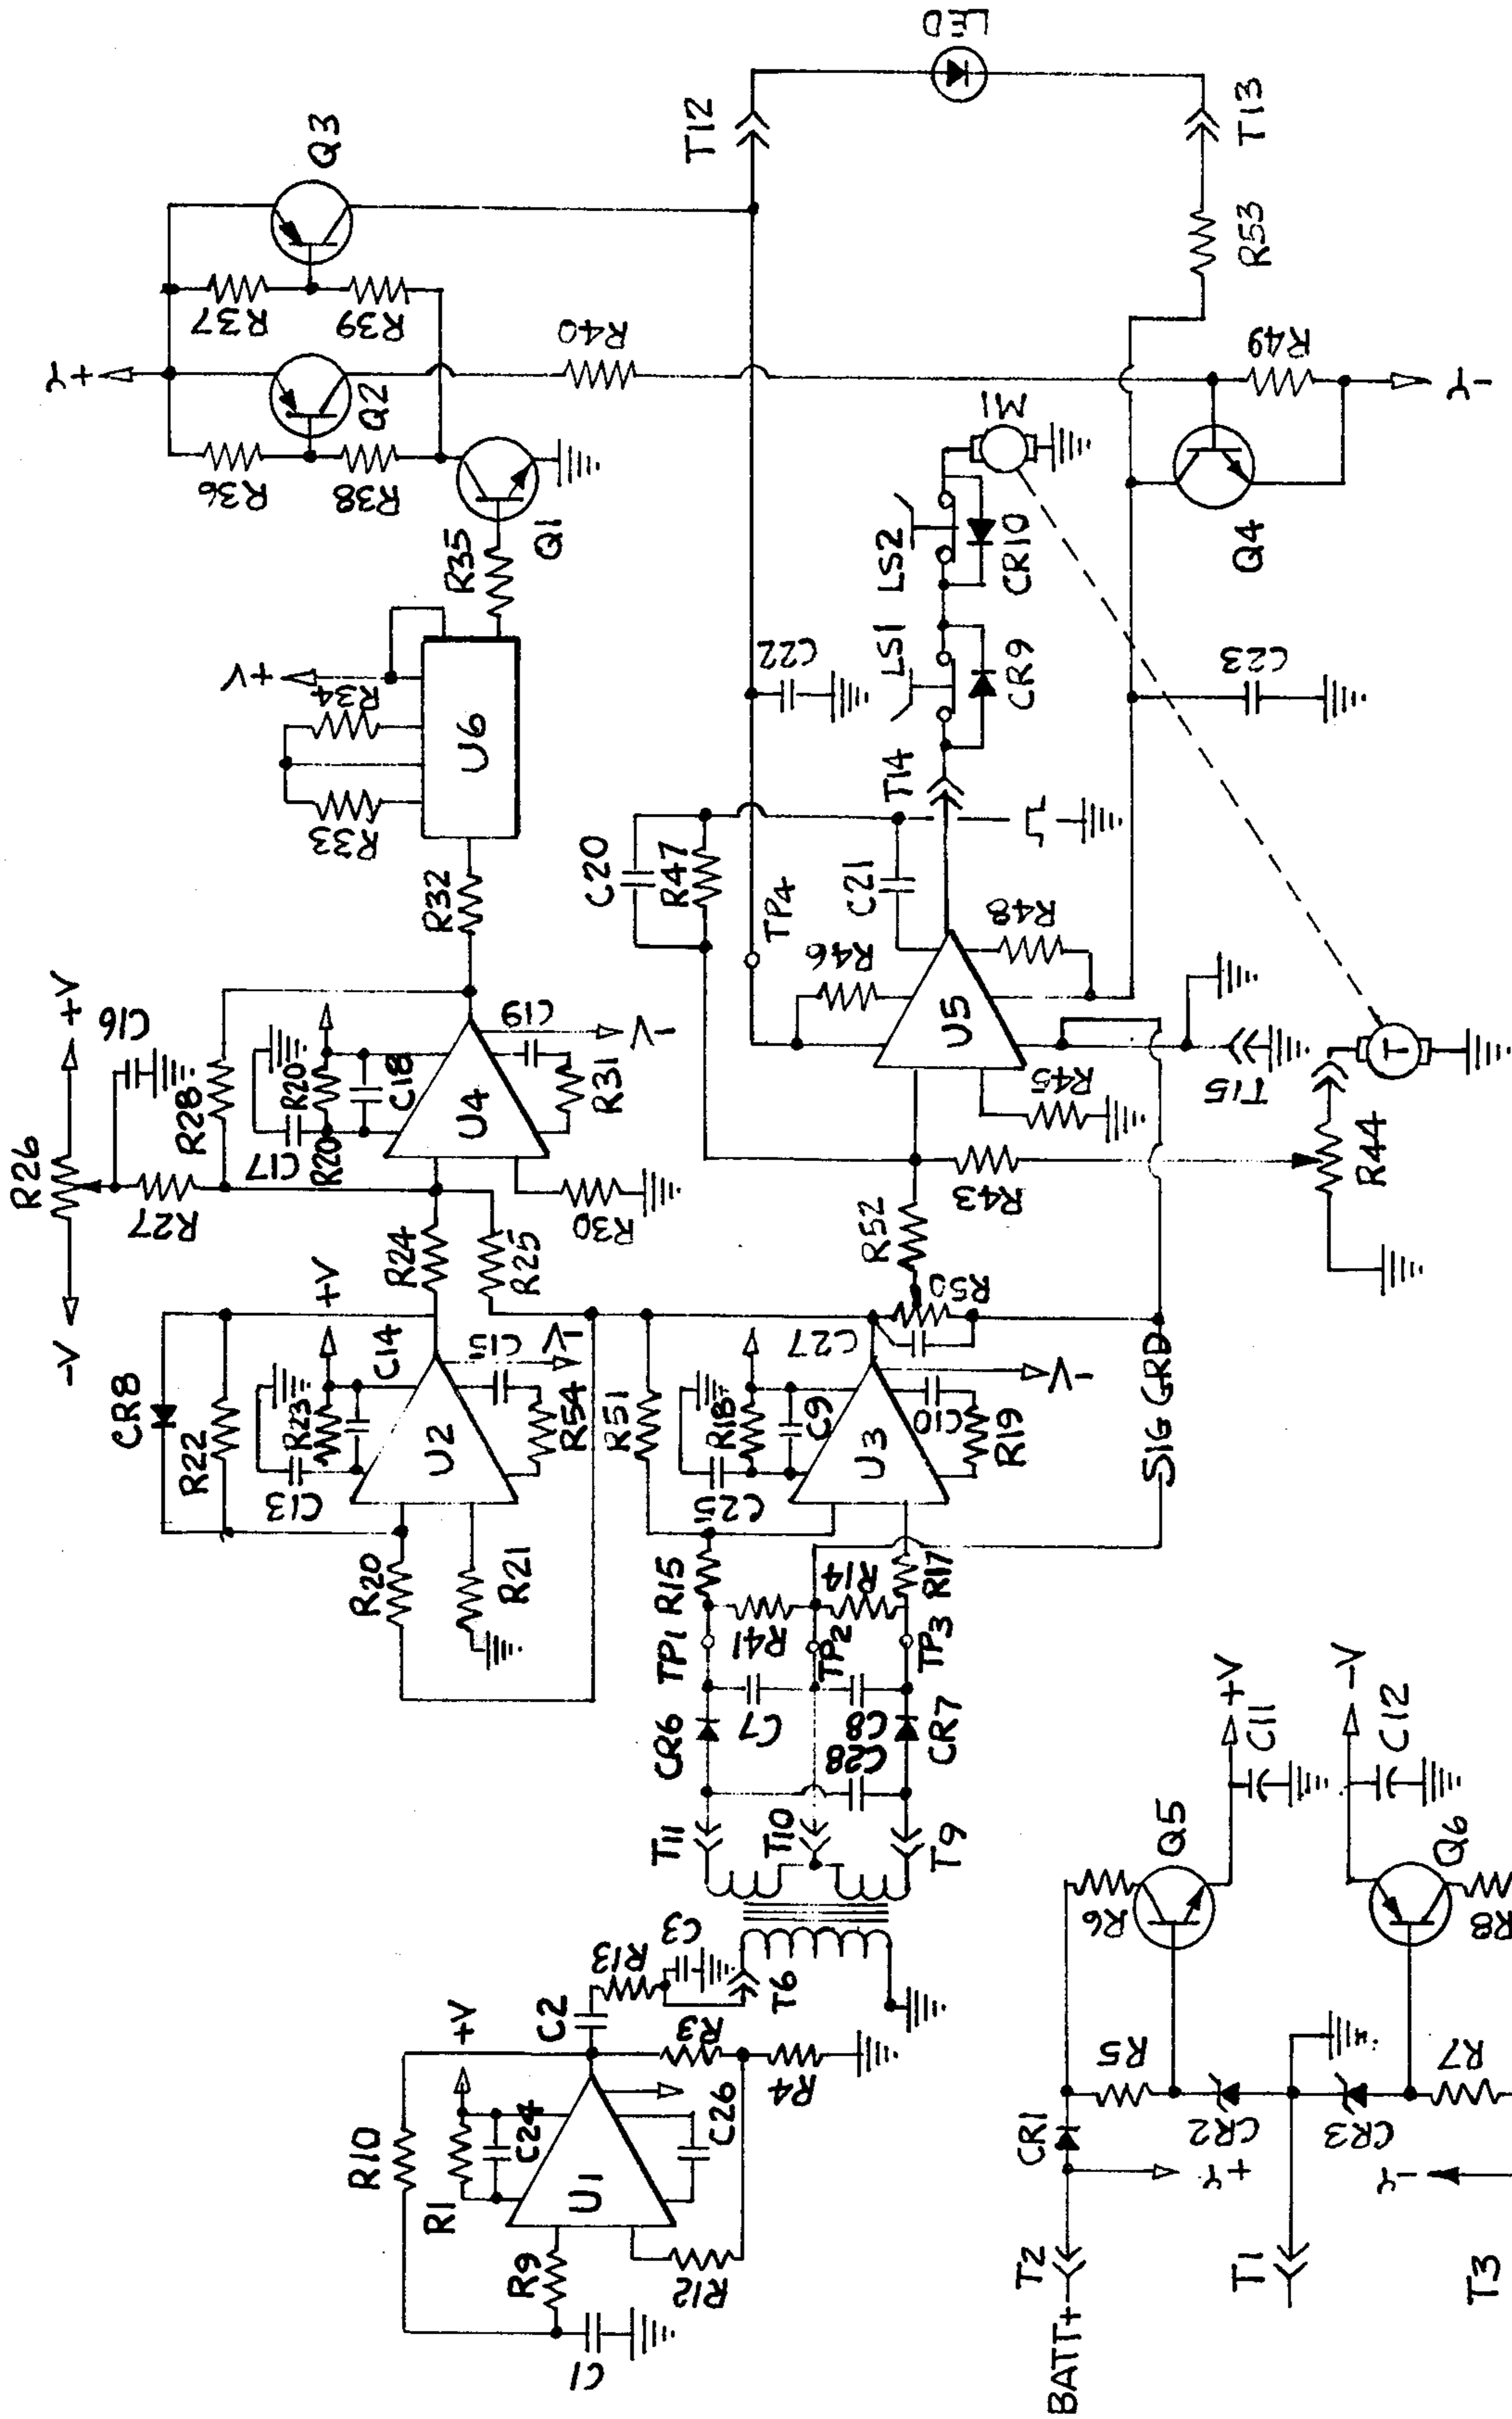 R26
-V
+V
C16
R27
CR8
R22
R28
C17
R20
R20
C18
U4
C19
-V
R31
R30
R32
R33
R34
+V
U6
R35
Q1
R36
R38
Q2
+Y
R37
R39
Q3
R40
T12
LED
T13
R53
R49
-Y
Q4
R20
R21
C13
R23
+V
C14
U2
C15
-V
R54
R24
R25
R51
C25
R18
C27
C9
U3
C10
R19
-V
R50
R52
R43
C20
R47
TP4
R46
C21
U5
R48
R45
T14
LS1
CR9
LS2
CR10
M1
C22
C23
T15
T
R44
SIG GRD
R10
R1
+V
C24
U1
C26
R9
R12
C1
C2
R13
C3
R3
R4
T6
T11
T10
T9
CR6
C7
C8
C28
CR7
TP1
TP2
TP3
R15
R41
R14
R17
BATT+
T2
CR1
+Y
R5
R6
Q5
+V
C11
T1
CR2
CR3
-V
C12
Q6
R8
R7
-Y
T3